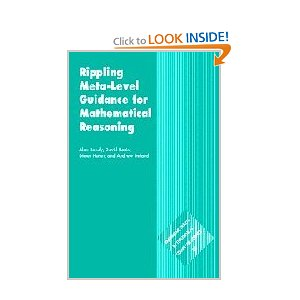 Click to LOOK INSIDE!
Rippling
Meta-Level
Guidance for
Mathematical
Reasoning
Alan Bundy, David Basin,
Dieter Hutter, and Andrew Ireland